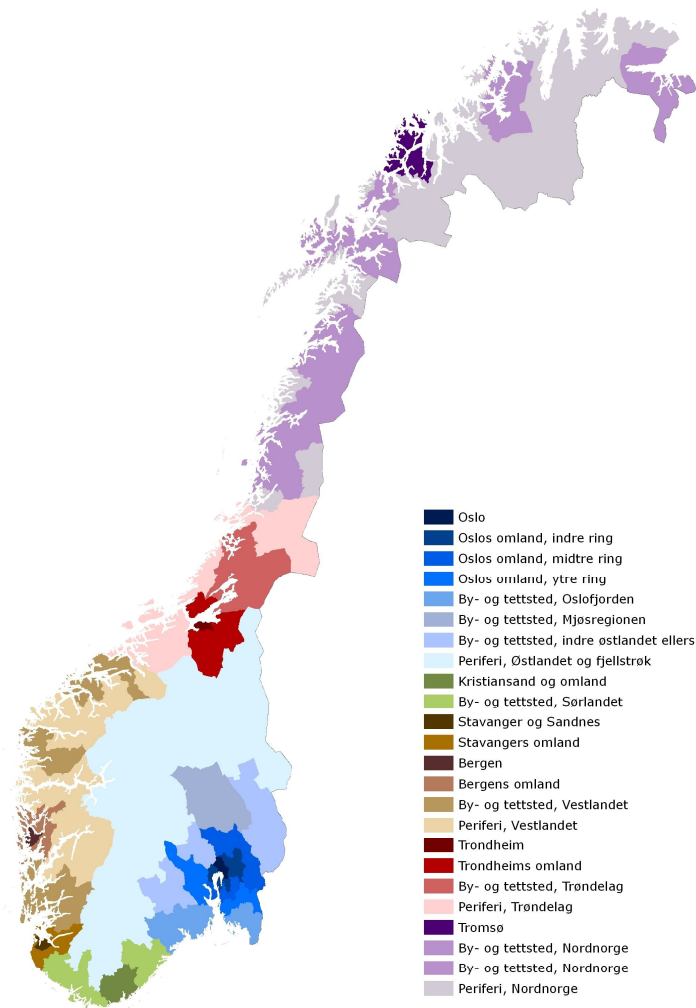 Oslo
Oslos omland, indre ring
Oslos omland, midtre ring
Oslos omland, ytre ring
By- og tettsted, Oslofjorden
By- og tettsted, Mjøsregionen
By- og tettsted, indre østlandet ellers
Periferi, Østlandet og fjellstrøk
Kristiansand og omland
By- og tettsted, Sørlandet
Stavanger og Sandnes
Stavangers omland
Bergen
Bergens omland
By- og tettsted, Vestlandet
Periferi, Vestlandet
Trondheim
Trondheims omland
By- og tettsted, Trøndelag
Periferi, Trøndelag
Tromsø
By- og tettsted, Nordnorge
By- og tettsted, Nordnorge
Periferi, Nordnorge